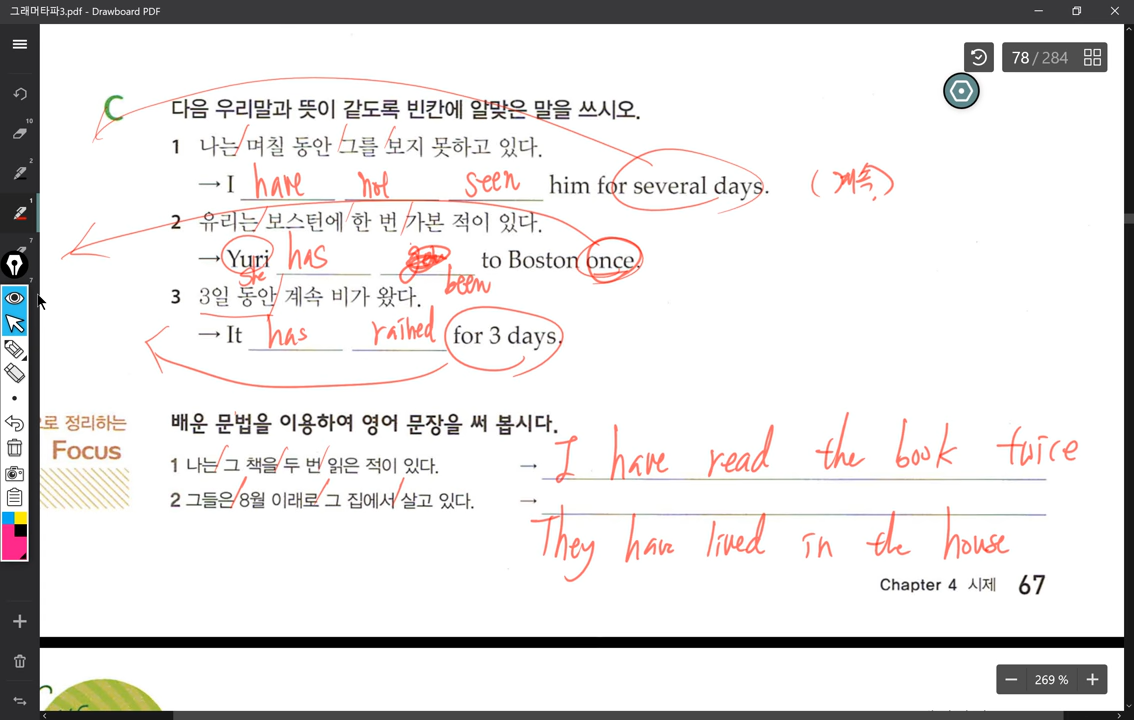 그래머타파3.pdf - Drawboard PDF
78 / 284
C 다음 우리말과 뜻이 같도록 빈칸에 알맞은 말을 쓰시오.
1 나는 며칠 동안 그를 보지 못하고 있다.
→ I have not seen him for several days. (계속)
2 유리는 보스턴에 한 번 가본 적이 있다.
→ Yuri has been to Boston once.
she
3 3일 동안 계속 비가 왔다.
→ It has rained for 3 days.
로 정리하는
Focus
배운 문법을 이용하여 영어 문장을 써 봅시다.
1 나는 그 책을 두 번 읽은 적이 있다. → I have read the book twice
2 그들은 8월 이래로 그 집에서 살고 있다. →
They have lived in the house
Chapter 4 시제 67
269 %
10
2
1
7
7